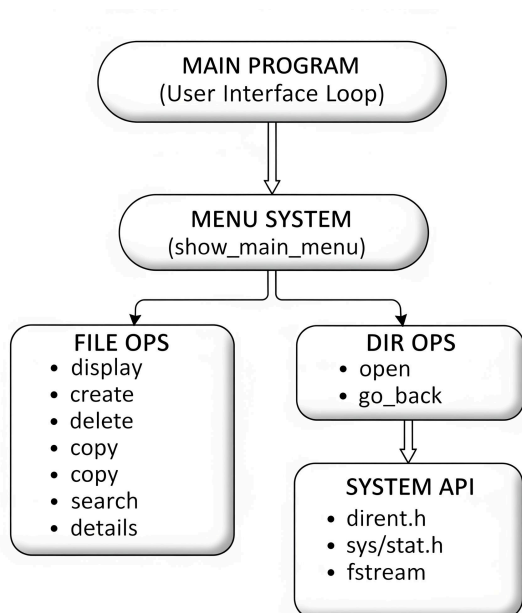 MAIN PROGRAM
(User Interface Loop)
MENU SYSTEM
(show_main_menu)
FILE OPS
• display
• create
• delete
• copy
• copy
• search
• details
DIR OPS
• open
• go_back
SYSTEM API
• dirent.h
• sys/stat.h
• fstream